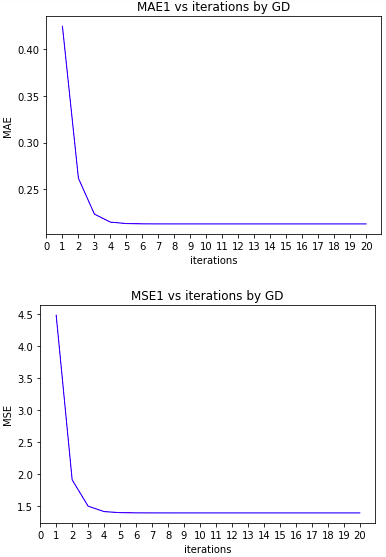 MAE1 vs iterations by GD
0.40
0.35
0.30
0.25
MAE
0 1 2 3 4 5 6 7 8 9 10 11 12 13 14 15 16 17 18 19 20
iterations
MSE1 vs iterations by GD
4.5
4.0
3.5
3.0
2.5
2.0
1.5
MSE
0 1 2 3 4 5 6 7 8 9 10 11 12 13 14 15 16 17 18 19 20
iterations